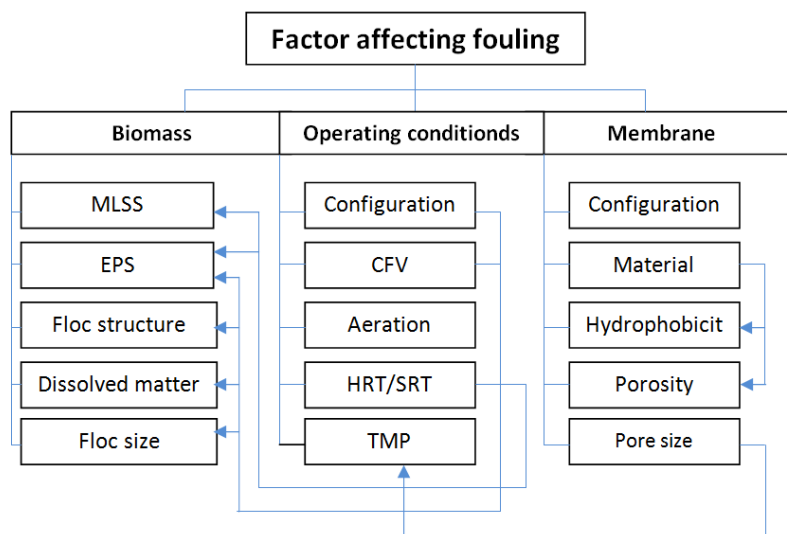 Factor affecting fouling
Biomass
Operating conditionds
Membrane
MLSS
EPS
Floc structure
Dissolved matter
Floc size
Configuration
CFV
Aeration
HRT/SRT
TMP
Configuration
Material
Hydrophobicit
Porosity
Pore size